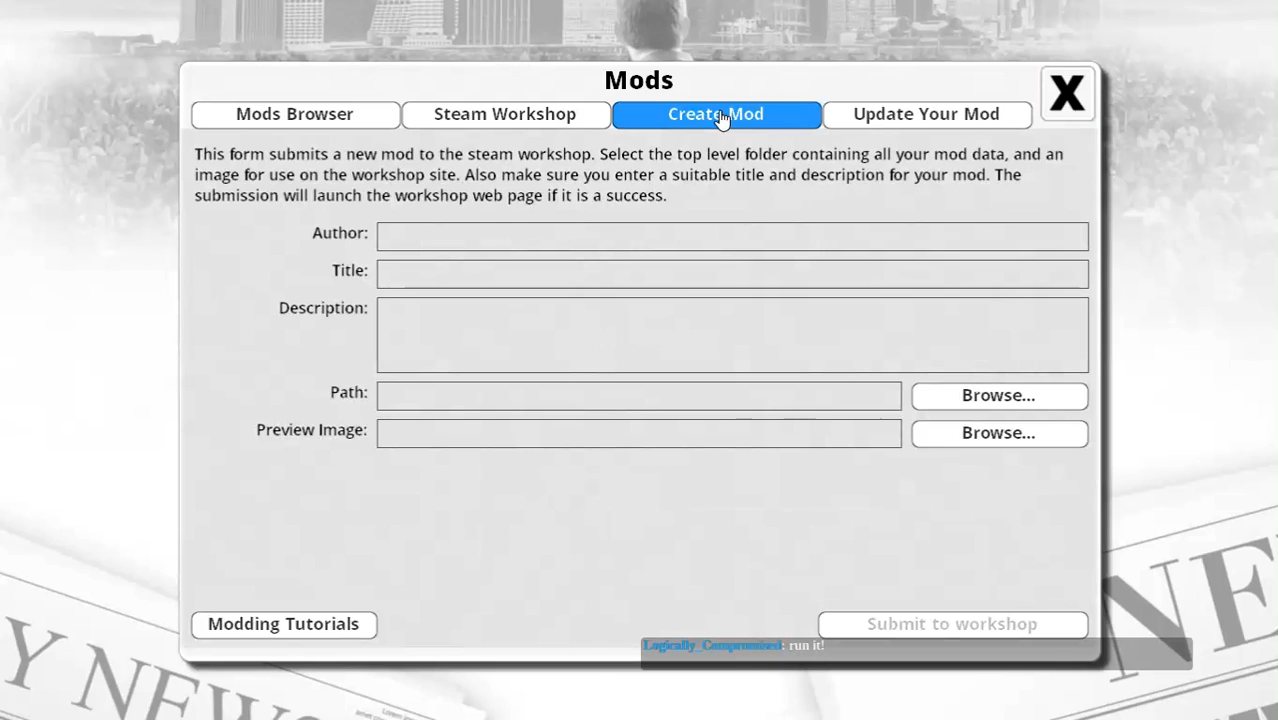 Mods
X
Mods Browser
Steam Workshop
Create Mod
Update Your Mod
This form submits a new mod to the steam workshop. Select the top level folder containing all your mod data, and an
image for use on the workshop site. Also make sure you enter a suitable title and description for your mod. The
submission will launch the workshop web page if it is a success.
Author:
Title:
Description:
Path:
Browse...
Preview Image:
Browse...
Modding Tutorials
Submit to workshop
Logically_Compromised: run it!
Y NEWS
NE